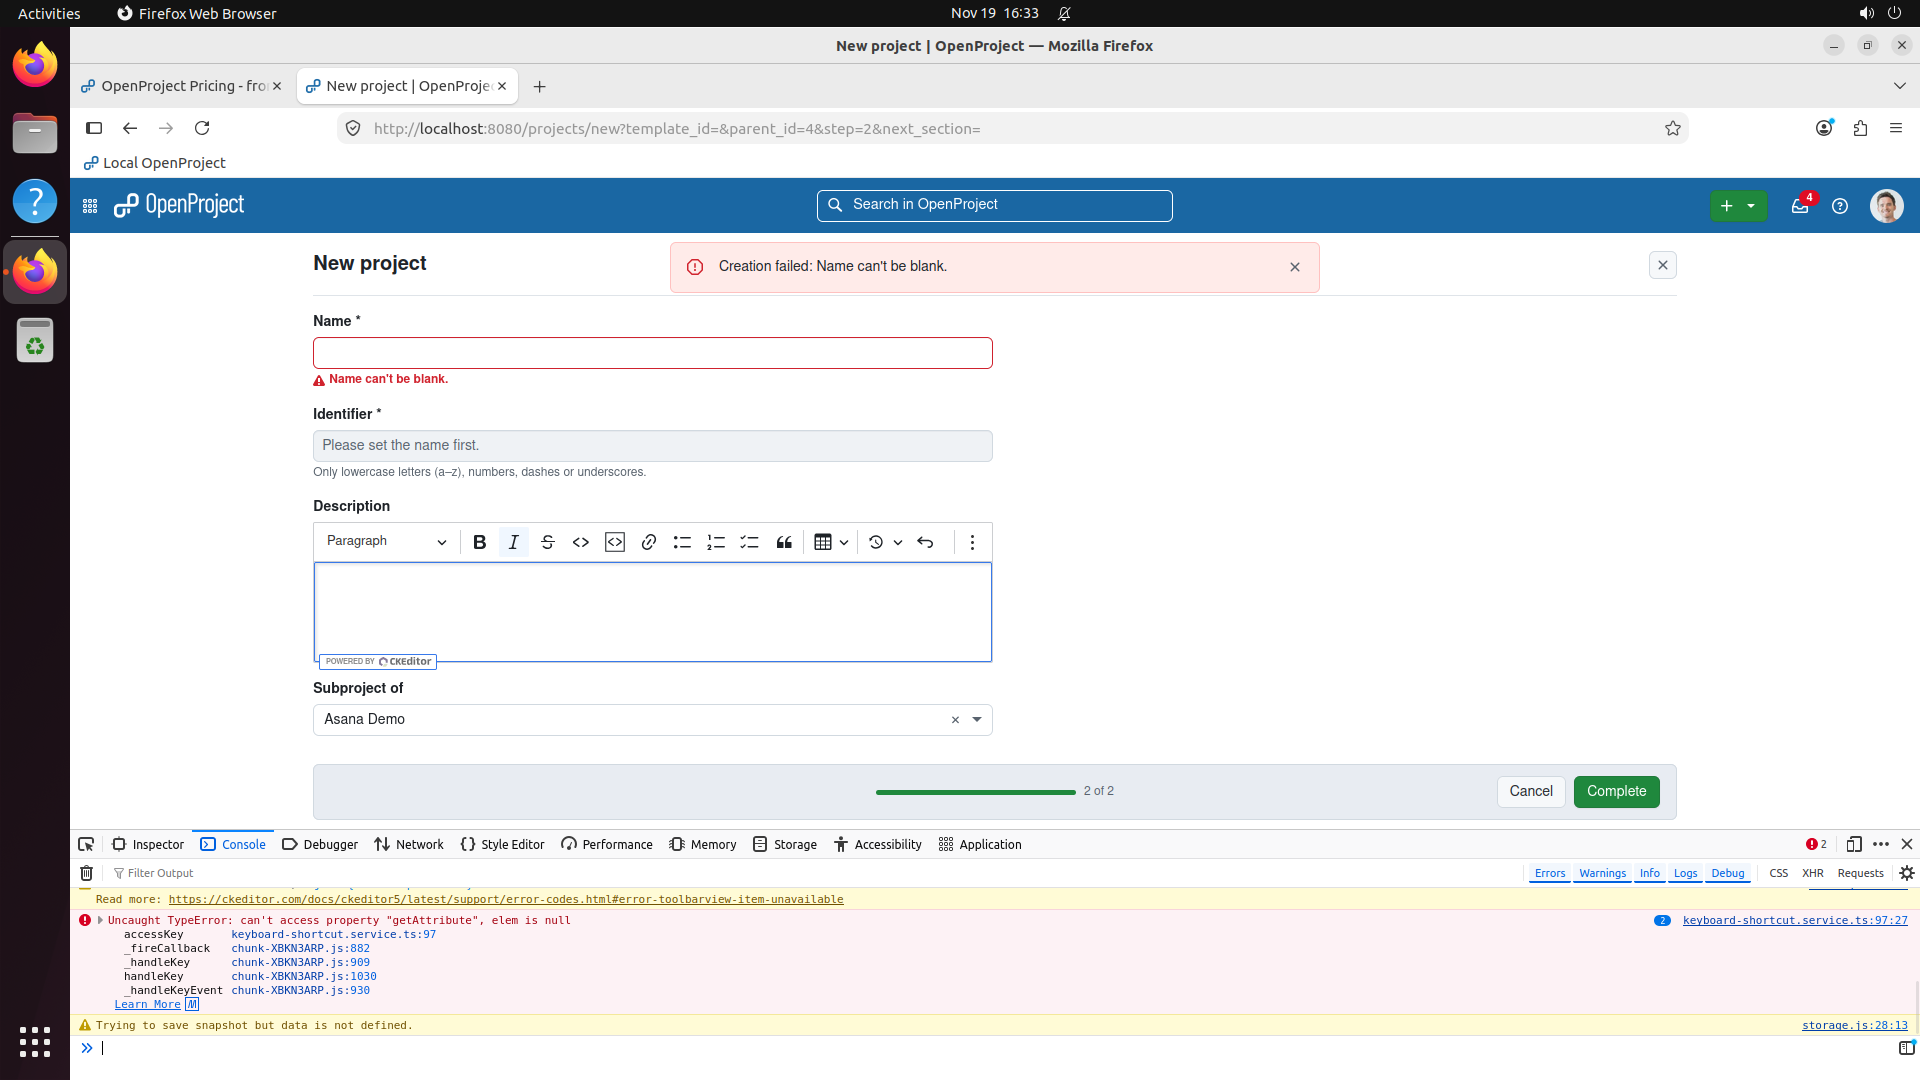 Activities
Firefox Web Browser
Nov 19 16:33
New project | OpenProject — Mozilla Firefox
OpenProject Pricing - fro
New project | OpenProjec
http://localhost:8080/projects/new?template_id=&parent_id=4&step=2&next_section=
Local OpenProject
OpenProject
Search in OpenProject
4
New project
Creation failed: Name can't be blank.
Name *
Name can't be blank.
Identifier *
Please set the name first.
Only lowercase letters (a–z), numbers, dashes or underscores.
Description
Paragraph
POWERED BY CKEditor
Subproject of
Asana Demo
2 of 2
Cancel
Complete
Inspector
Console
Debugger
Network
Style Editor
Performance
Memory
Storage
Accessibility
Application
2
Filter Output
Errors
Warnings
Info
Logs
Debug
CSS
XHR
Requests
Read more: https://ckeditor.com/docs/ckeditor5/latest/support/error-codes.html#error-toolbarview-item-unavailable
Uncaught TypeError: can't access property "getAttribute", elem is null
2 keyboard-shortcut.service.ts:97:27
accessKey keyboard-shortcut.service.ts:97
_fireCallback chunk-XBKN3ARP.js:882
_handleKey chunk-XBKN3ARP.js:909
handleKey chunk-XBKN3ARP.js:1030
_handleKeyEvent chunk-XBKN3ARP.js:930
Learn More
Trying to save snapshot but data is not defined.
storage.js:28:13